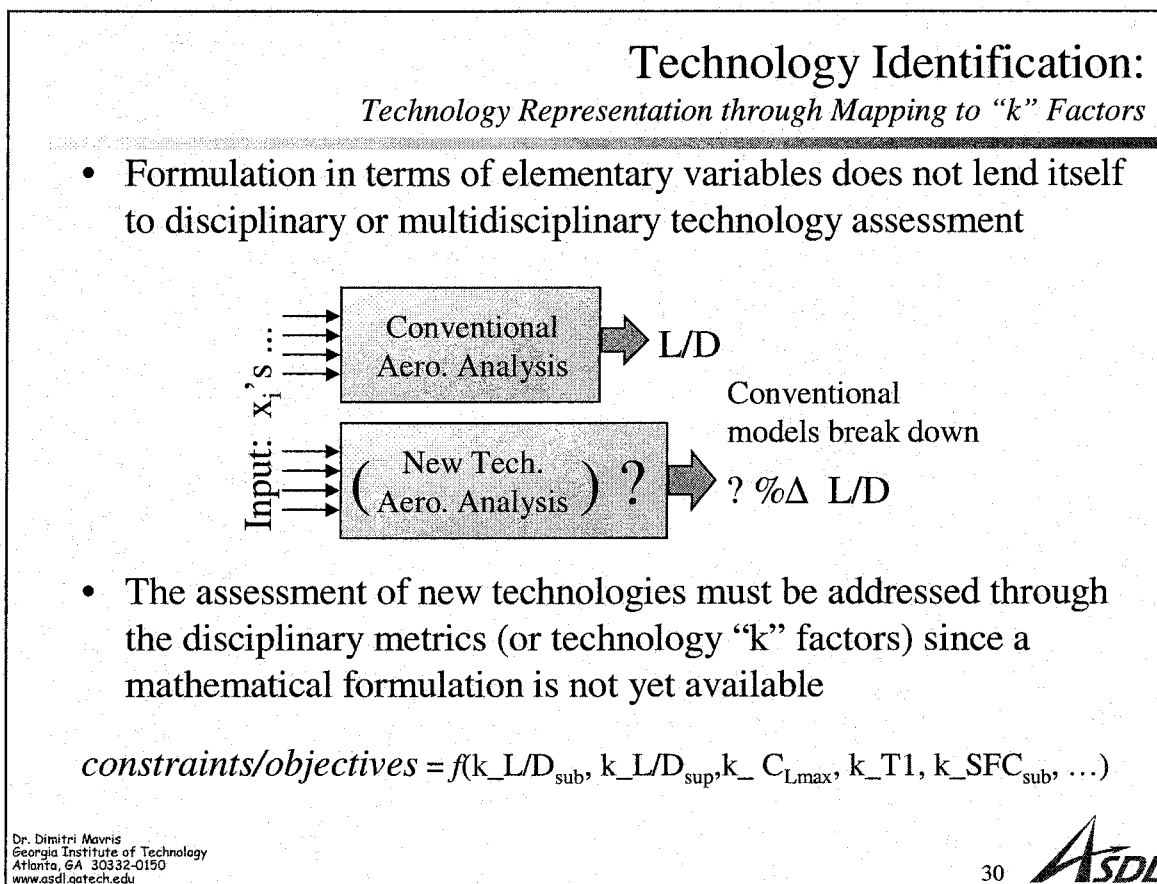 Technology Identification:
Technology Representation through Mapping to “k” Factors
• Formulation in terms of elementary variables does not lend itself
to disciplinary or multidisciplinary technology assessment
Input: xi’s ...
Conventional
Aero. Analysis
L/D
Conventional
models break down
( New Tech.
Aero. Analysis ) ?
? %Δ L/D
• The assessment of new technologies must be addressed through
the disciplinary metrics (or technology “k” factors) since a
mathematical formulation is not yet available
constraints/objectives = f(k_L/Dsub, k_L/Dsup,k_ CLmax, k_T1, k_SFCsub, …)
Dr. Dimitri Mavris
Georgia Institute of Technology
Atlanta, GA 30332-0150
www.asdl.gatech.edu
30
ASDL